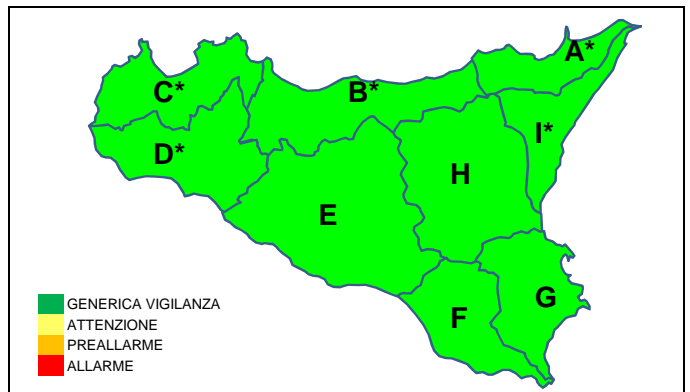 A*
C*
B*
I*
D*
H
E
G
F
GENERICA VIGILANZA
ATTENZIONE
PREALLARME
ALLARME